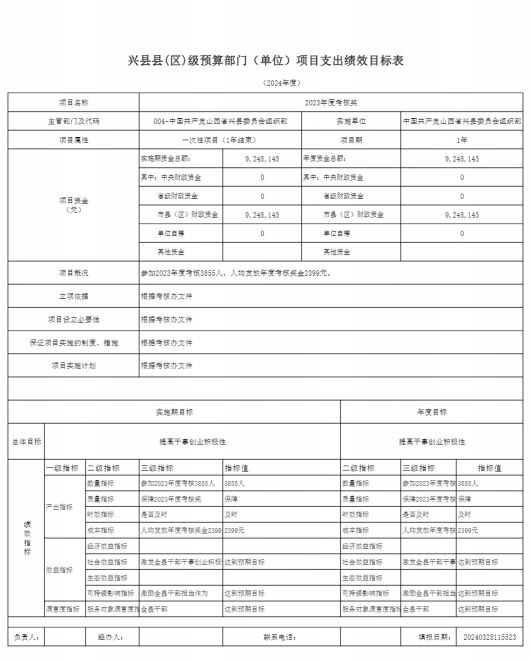 兴县县(区)级预算部门（单位）项目支出绩效目标表
（2024年度）
项目名称 2023年度考核奖
主管部门及代码 004-中国共产党山西省兴县委员会组织部 实施单位 中国共产党山西省兴县委员会组织部
项目属性 一次性项目（1年结束） 项目期 1年
项目资金（元） 实施期资金总额: 9,248,145 年度资金总额: 9,248,145
其中: 中央财政资金 0 其中: 中央财政资金 0
省级财政资金 0 省级财政资金 0
市县（区）财政资金 9,248,145 市县（区）财政资金 9,248,145
单位自筹 0 单位自筹 0
其他资金 其他资金
项目概况 参加2023年度考核3855人，人均发放年度考核奖金2399元。
立项依据 根据考核办文件
项目设立必要性 根据考核办文件
保证项目实施的制度、措施 根据考核办文件
项目实施计划 根据考核办文件
实施期目标 年度目标
总体目标 提高干事创业积极性 提高干事创业积极性
绩效指标 一级指标 二级指标 三级指标 指标值 二级指标 三级指标 指标值
产出指标 数量指标 参加2023年度考核3855人 3855人 数量指标 参加2023年度考核 3855人
质量指标 保障2023年度考核奖 保障 质量指标 保障2023年度考核 保障
时效指标 是否及时 及时 时效指标 是否及时 及时
成本指标 人均发放年度考核奖金2399 2399元 成本指标 人均发放年度考核 2399元
效益指标 经济效益指标 经济效益指标
社会效益指标 激发全县干部干事创业积极 达到预期目标 社会效益指标 激发全县干部干事 达到预期目标
生态效益指标 生态效益指标
可持续影响指标 激励全县干部担当作为 达到预期目标 可持续影响指标 激励全县干部担当 达到预期目标
满意度指标 服务对象满意度指 全县干部 达到预期目标 服务对象满意度指 全县干部 达到预期目标
负责人: 经办人: 联系电话: 填报日期: 20240328115523